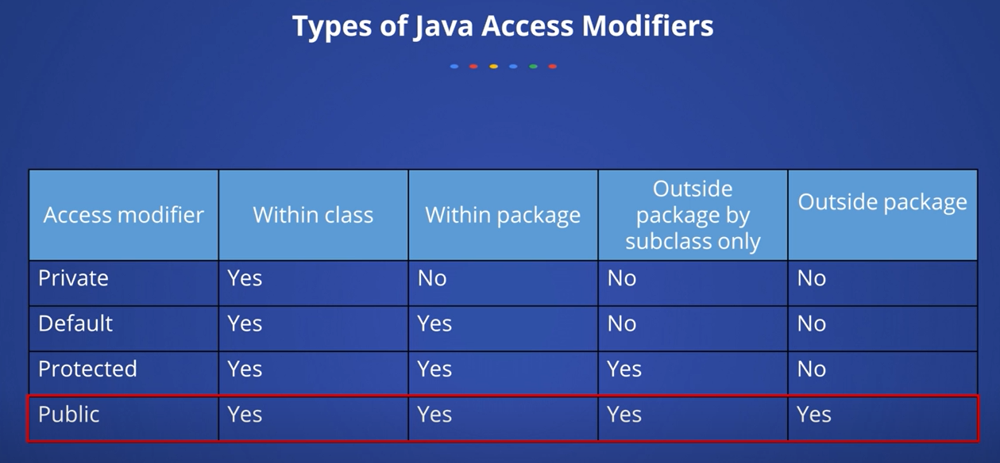 Types of Java Access Modifiers
Access modifier Within class Within package Outside package by subclass only Outside package
Private Yes No No No
Default Yes Yes No No
Protected Yes Yes Yes No
Public Yes Yes Yes Yes